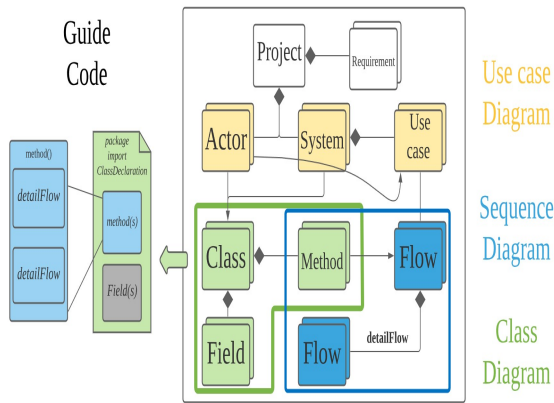 Guide
Code
method()
detailFlow
detailFlow
package
import
ClassDeclaration
method(s)
Field(s)
Project
Requirement
Actor
System
Use
case
Class
Method
Flow
Field
Flow
detailFlow
Use case
Diagram
Sequence
Diagram
Class
Diagram